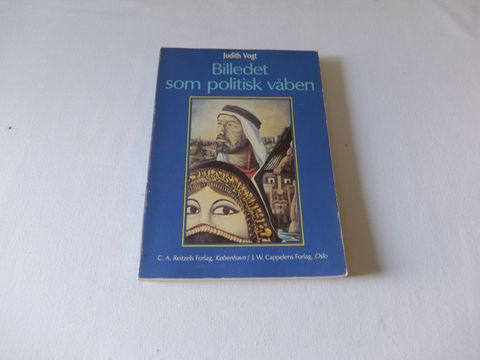 Judith Vogt
Billedet
som politisk våben
C. A. Reitzels Forlag, København / J. W. Cappelens Forlag, Oslo